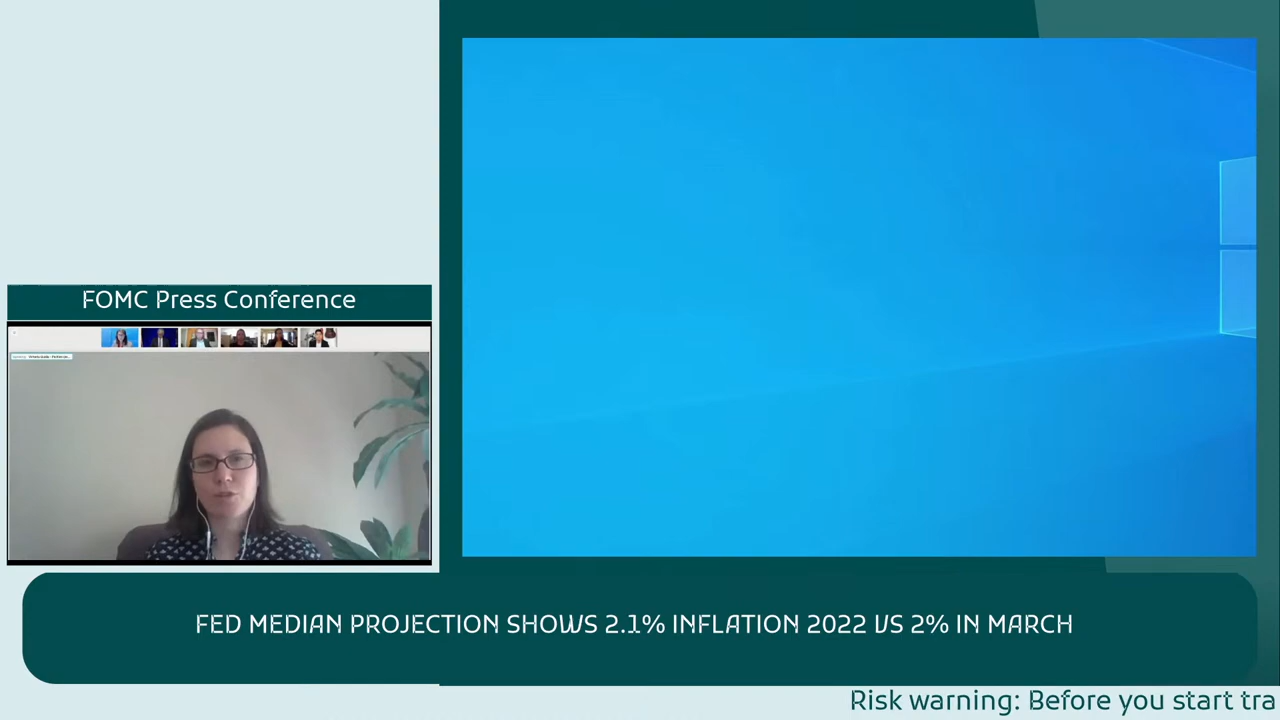 FOMC Press Conference
FED MEDIAN PROJECTION SHOWS 2.1% INFLATION 2022 VS 2% IN MARCH
Risk warning: Before you start tra